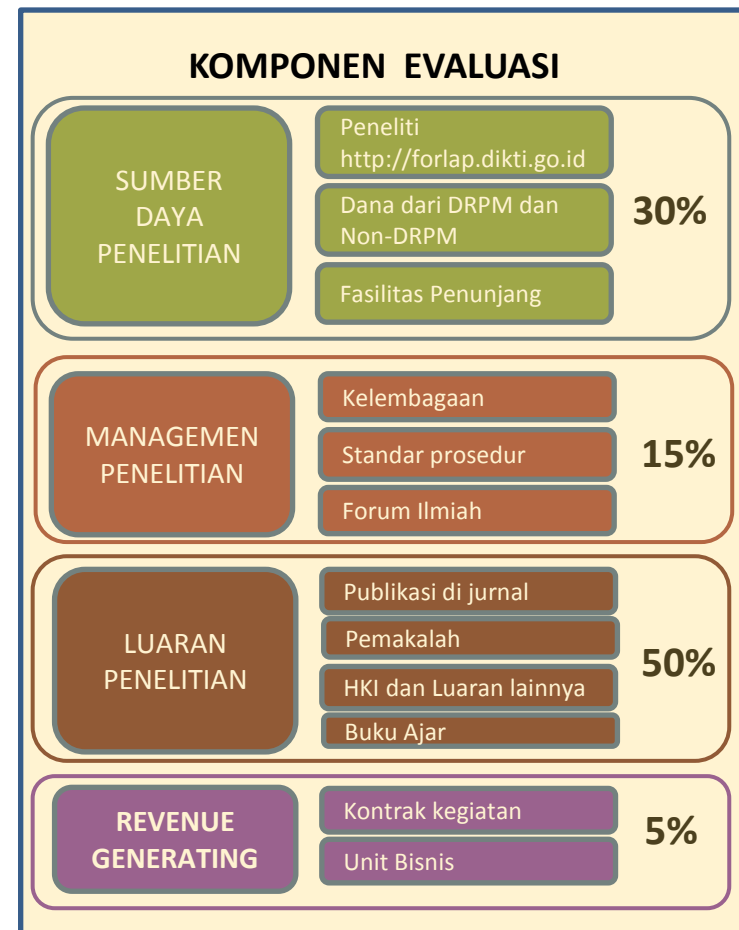 KOMPONEN EVALUASI
SUMBER
DAYA
PENELITIAN
Peneliti
http://forlap.dikti.go.id
Dana dari DRPM dan
Non-DRPM
Fasilitas Penunjang
30%
MANAGEMEN
PENELITIAN
Kelembagaan
Standar prosedur
Forum Ilmiah
15%
LUARAN
PENELITIAN
Publikasi di jurnal
Pemakalah
HKI dan Luaran lainnya
Buku Ajar
50%
REVENUE
GENERATING
Kontrak kegiatan
Unit Bisnis
5%